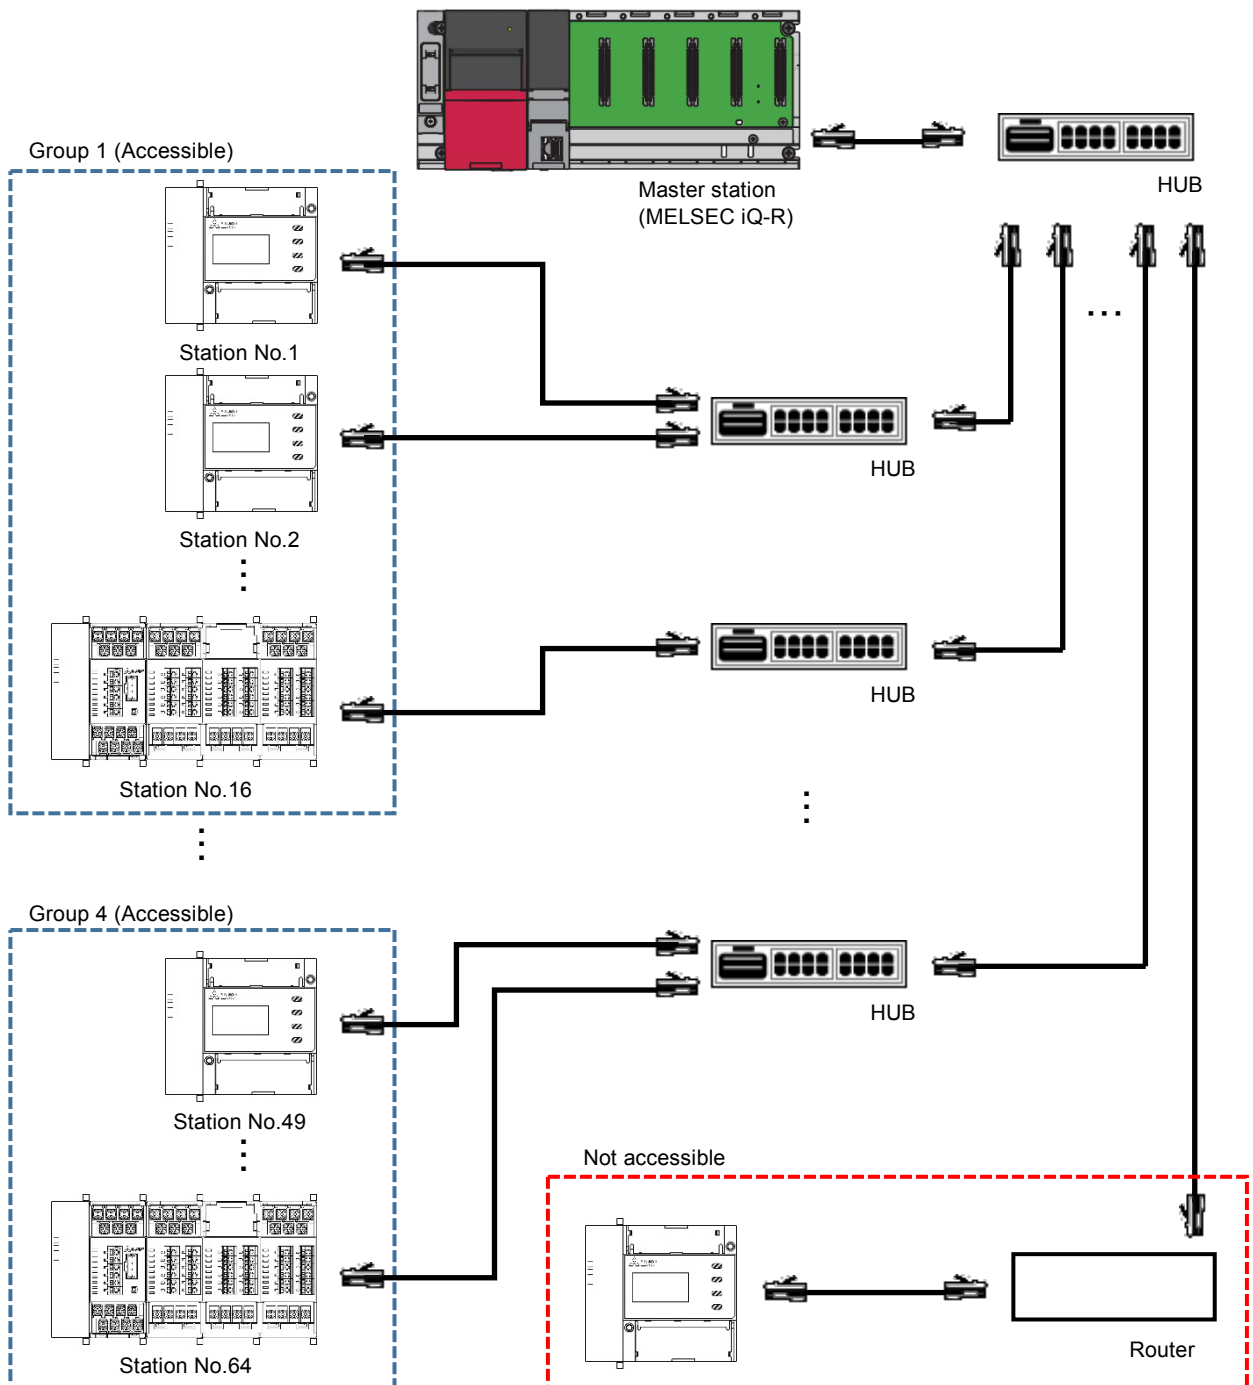 Group 1 (Accessible)
Master station
(MELSEC iQ-R)
HUB
Station No.1
HUB
Station No.2
HUB
Station No.16
Group 4 (Accessible)
HUB
Station No.49
Not accessible
Station No.64
Router